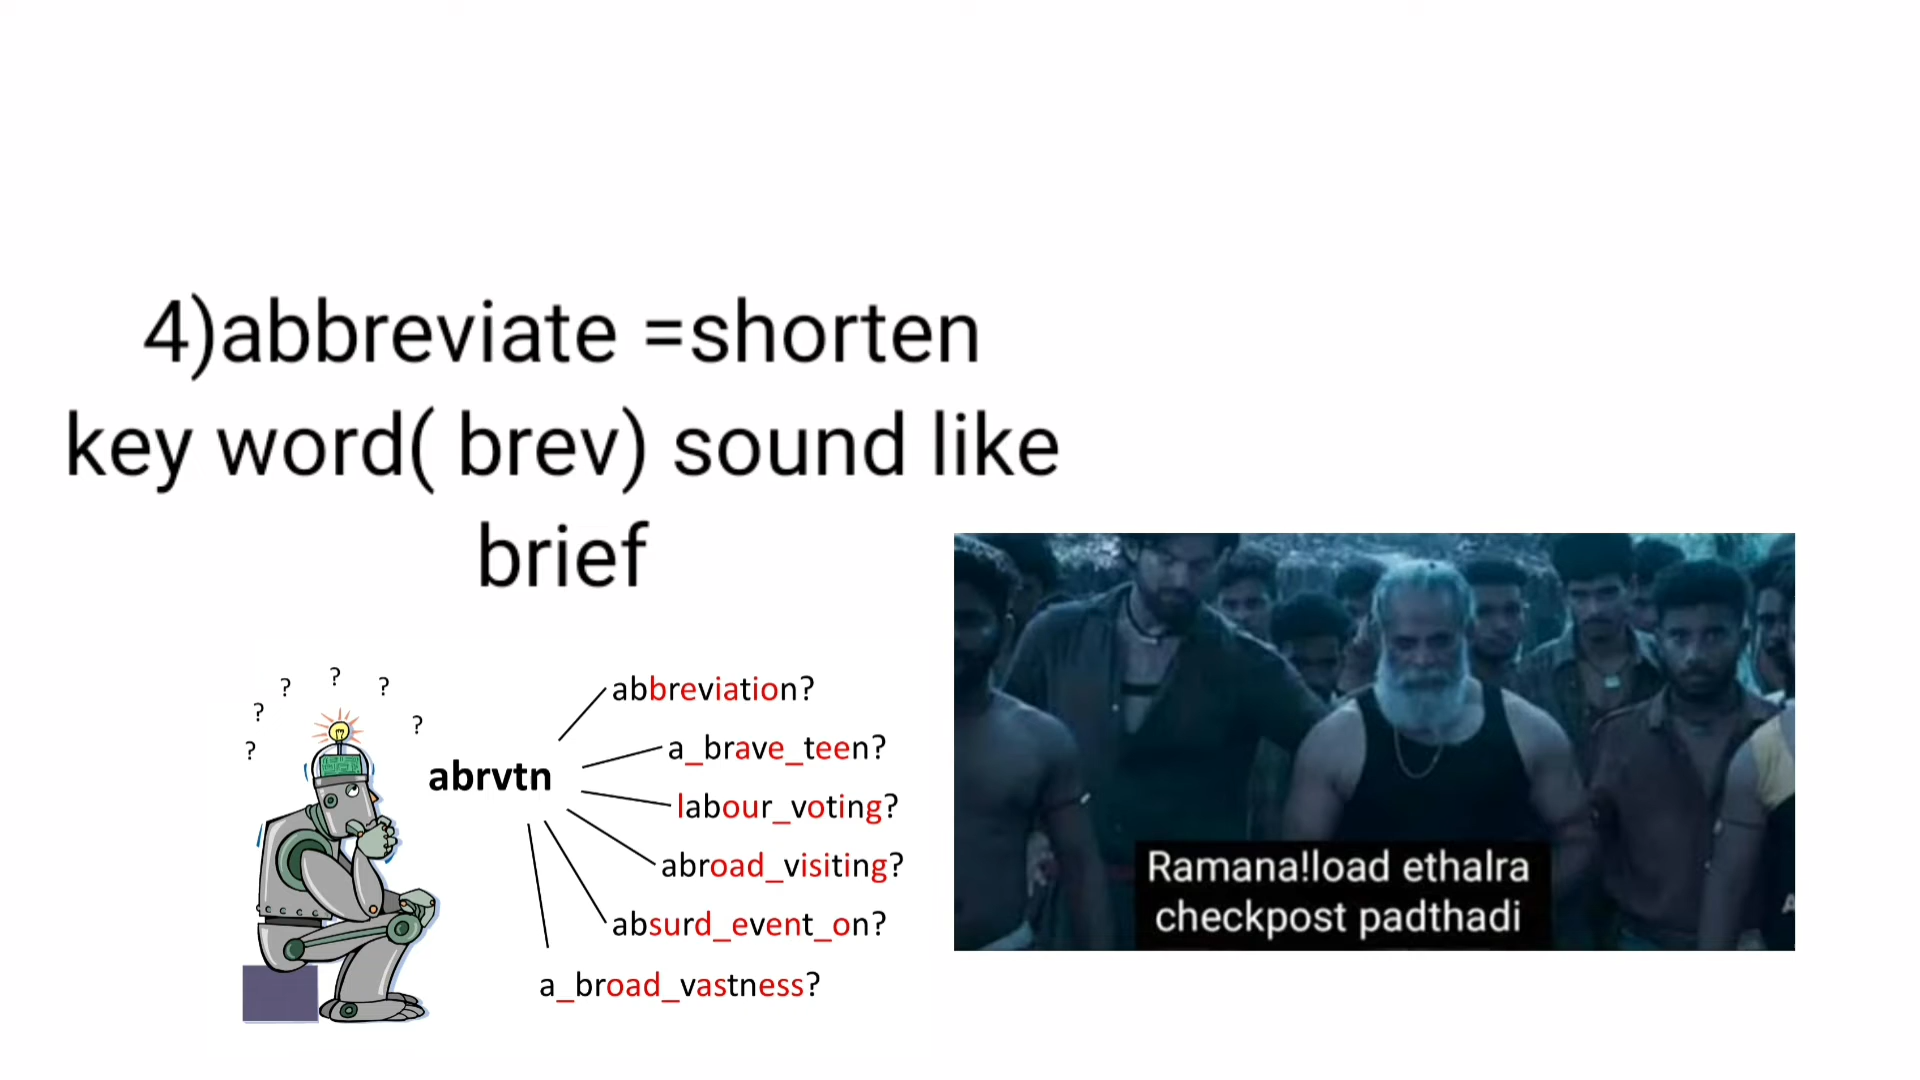 4)abbreviate =shorten
key word( brev) sound like
brief
? ? ?
? ?
?
abbreviation?
a_brave_teen?
abrvtn
labour_voting?
abroad_visiting?
absurd_event_on?
a_broad_vastness?
Ramana!load ethalra
checkpost padthadi